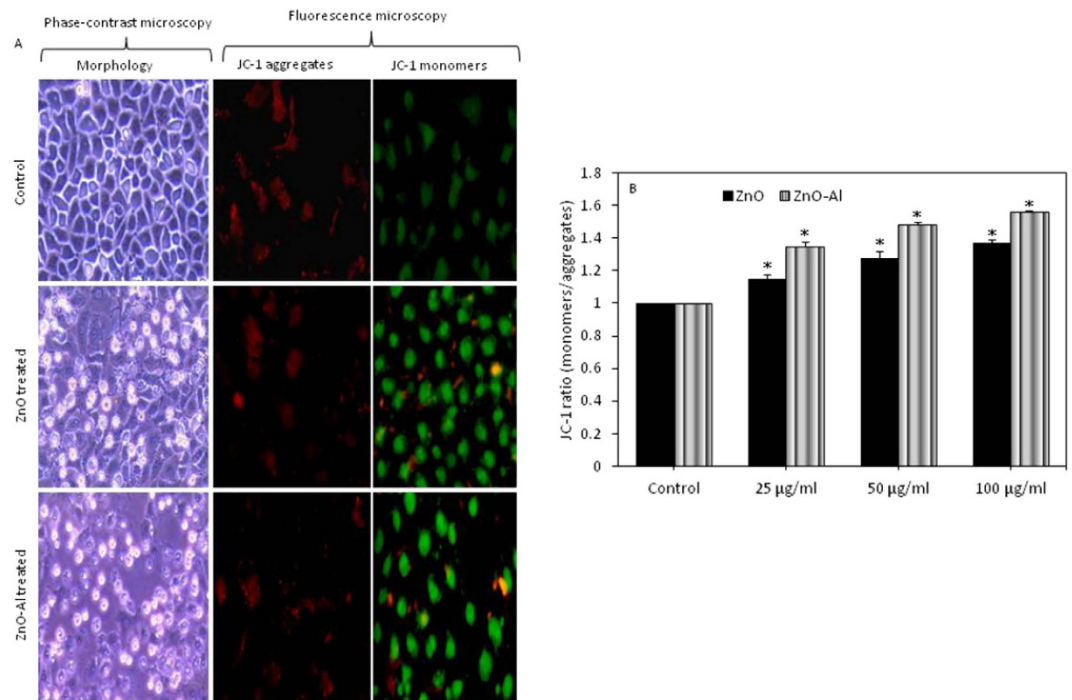 Phase-contrast microscopy
Fluorescence microscopy
A
Morphology
JC-1 aggregates
JC-1 monomers
Control
ZnO treated
ZnO-Al treated
B
ZnO
ZnO-Al
JC-1 ratio (monomers/aggregates)
1.8
1.6
1.4
1.2
1
0.8
0.6
0.4
0.2
0
*
*
*
*
*
*
Control
25 µg/ml
50 µg/ml
100 µg/ml